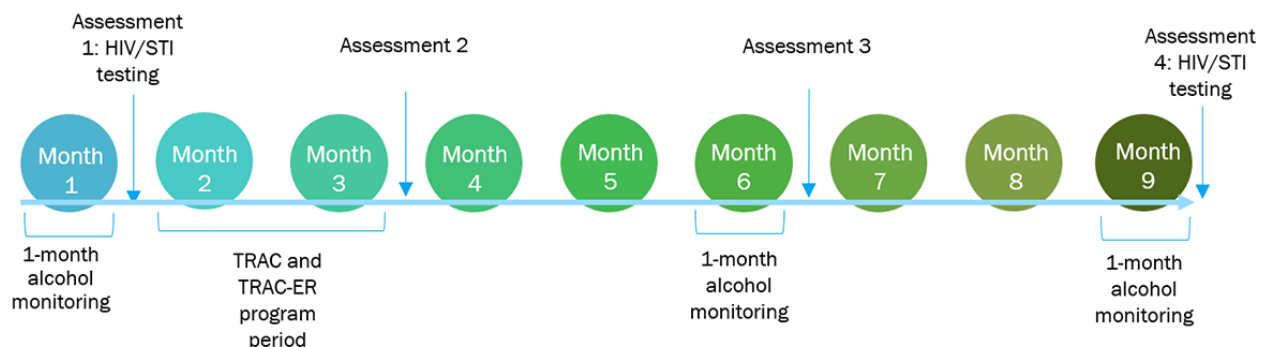 Assessment
1: HIV/STI
testing
Assessment 2
Assessment 3
Assessment
4: HIV/STI
testing
Month
1
Month
2
Month
3
Month
4
Month
5
Month
6
Month
7
Month
8
Month
9
1-month
alcohol
monitoring
TRAC and
TRAC-ER
program
period
1-month
alcohol
monitoring
1-month
alcohol
monitoring